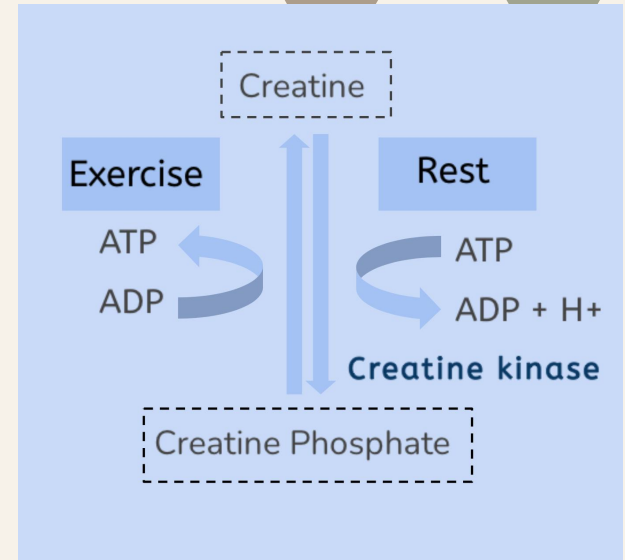 Creatine
Exercise
Rest
ATP
ADP
ATP
ADP + H+
Creatine kinase
Creatine Phosphate